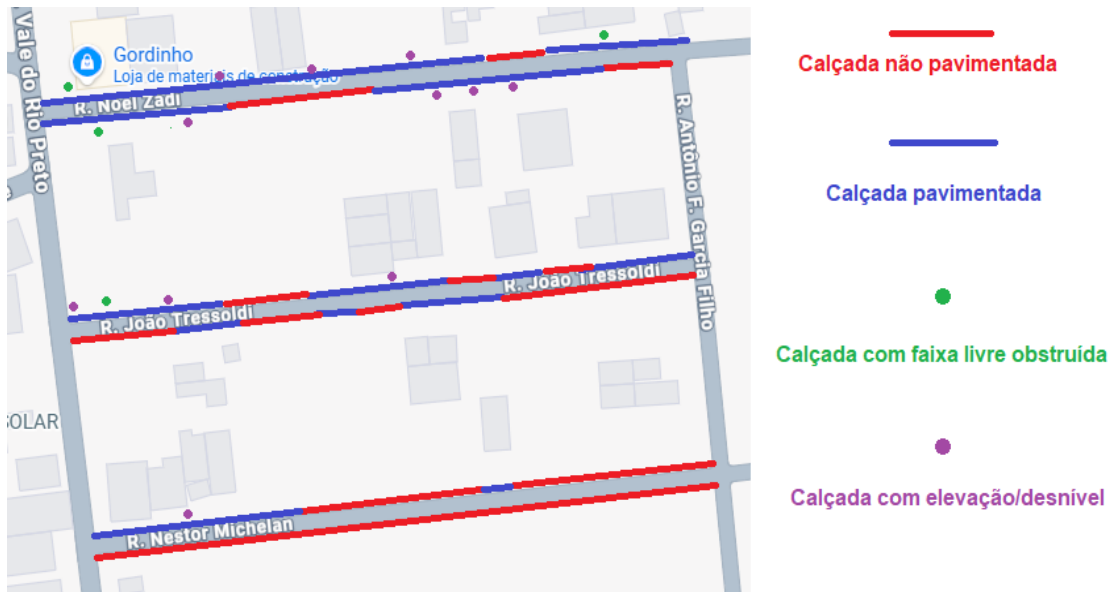 Vale do Rio Preto
Gordinho
Loja de materiais de construção
R. Noel Zadi
R. Antônio F. Garcia Filho
R. João Tressoldi
R. João Tressoldi
SOLAR
R. Nestor Michelan
Calçada não pavimentada
Calçada pavimentada
Calçada com faixa livre obstruída
Calçada com elevação/desnível